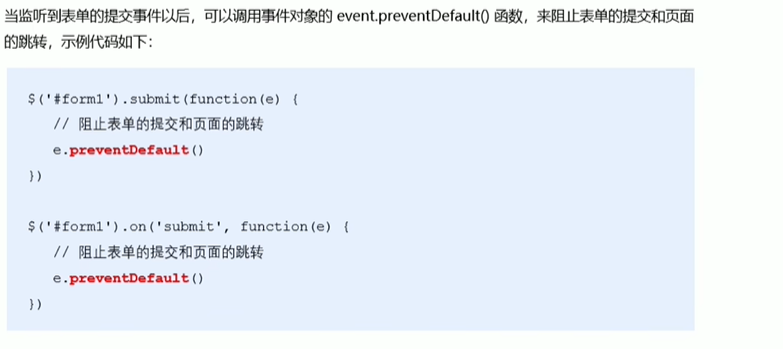 当监听到表单的提交事件以后，可以调用事件对象的 event.preventDefault() 函数，来阻止表单的提交和页面
的跳转，示例代码如下：
$('#form1').submit(function(e) {
// 阻止表单的提交和页面的跳转
e.preventDefault()
})
$('#form1').on('submit', function(e) {
// 阻止表单的提交和页面的跳转
e.preventDefault()
})